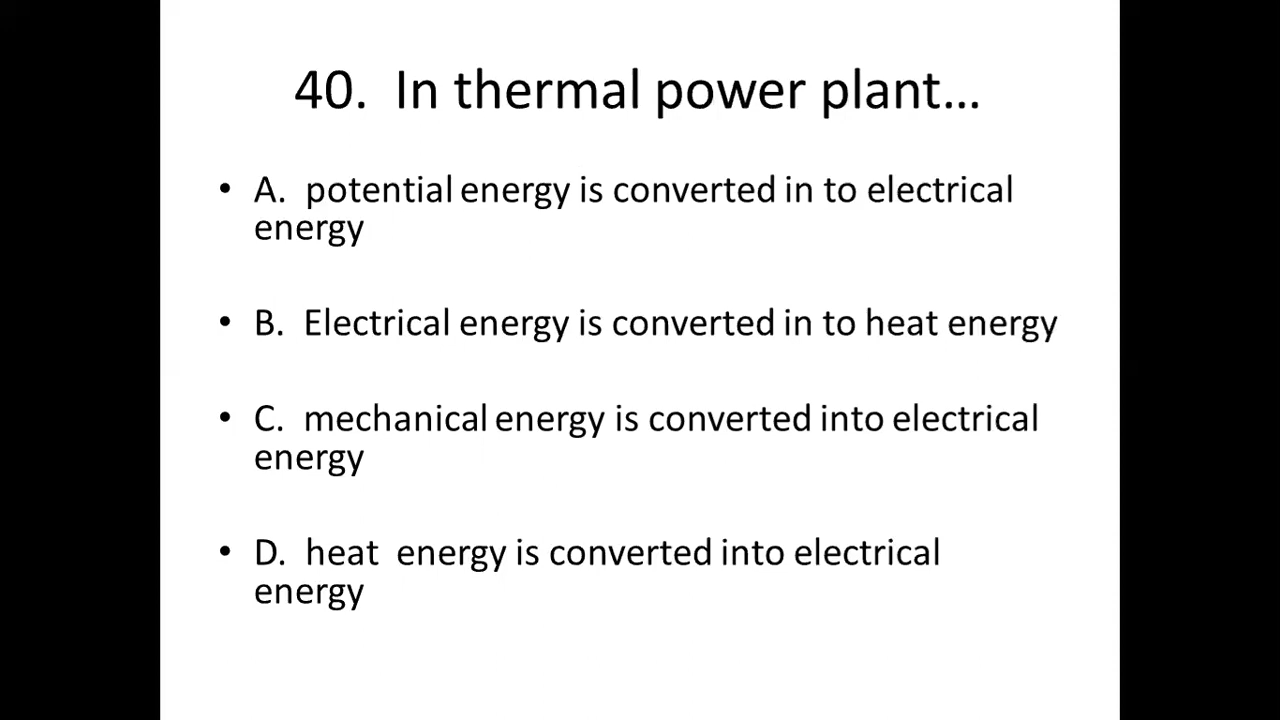 40. In thermal power plant...
• A. potential energy is converted in to electrical
energy
• B. Electrical energy is converted in to heat energy
• C. mechanical energy is converted into electrical
energy
• D. heat energy is converted into electrical
energy